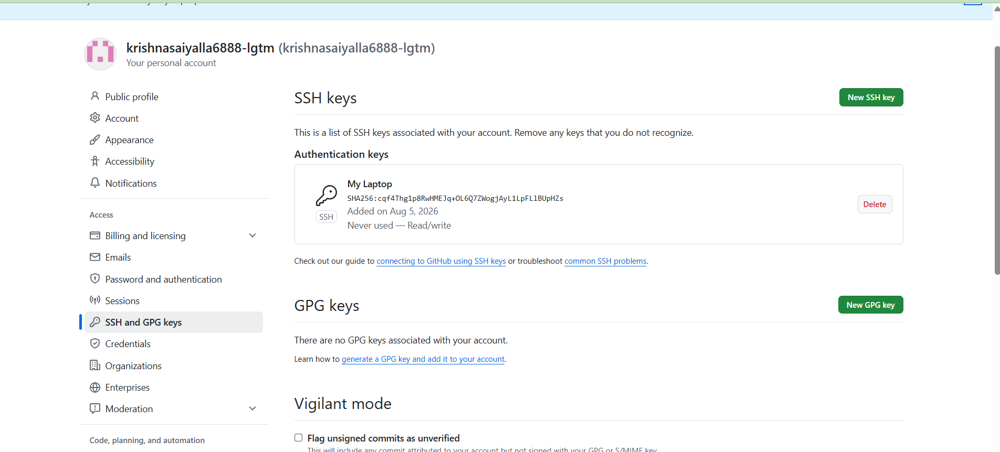 krishnasaiyalla6888-lgtm (krishnasaiyalla6888-lgtm)
Your personal account
Public profile
Account
Appearance
Accessibility
Notifications
Access
Billing and licensing
Emails
Password and authentication
Sessions
SSH and GPG keys
Credentials
Organizations
Enterprises
Moderation
Code, planning, and automation
SSH keys
New SSH key
This is a list of SSH keys associated with your account. Remove any keys that you do not recognize.
Authentication keys
My Laptop
SHA256:cqf4Thg1p8RwHMEJq+OL6Q7ZWogjAyL1LpFLlBUpHZs
Added on Aug 5, 2026
Never used — Read/write
SSH
Delete
Check out our guide to connecting to GitHub using SSH keys or troubleshoot common SSH problems.
GPG keys
New GPG key
There are no GPG keys associated with your account.
Learn how to generate a GPG key and add it to your account.
Vigilant mode
Flag unsigned commits as unverified
This will include any commit attributed to your account but not signed with your GPG or S/MIME key